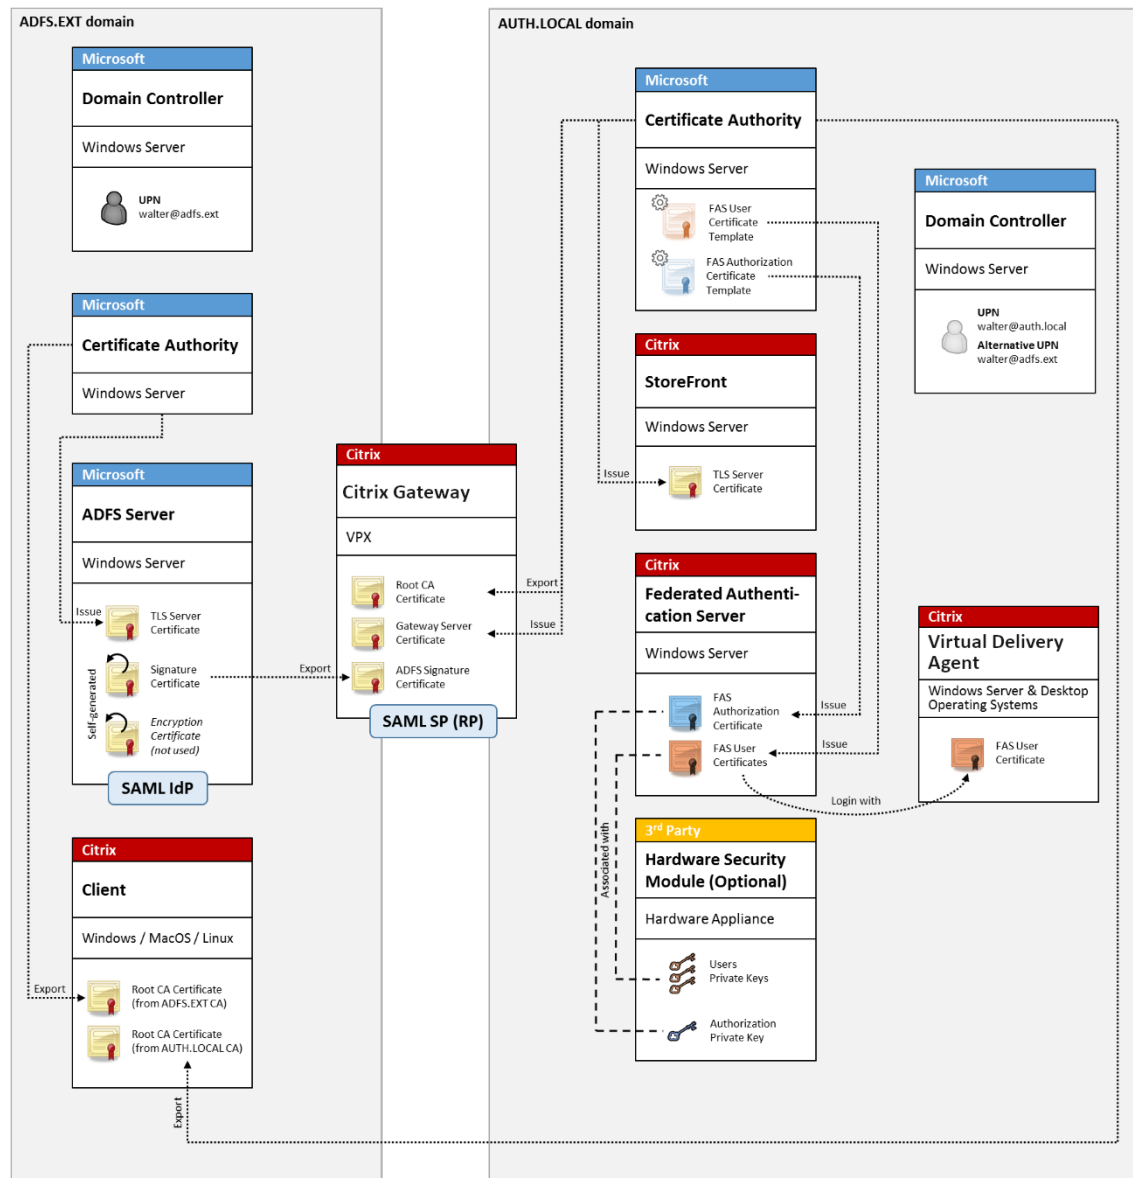 ADFS.EXT domain
Microsoft
Domain Controller
Windows Server
UPN
walter@adfs.ext
Microsoft
Certificate Authority
Windows Server
Microsoft
ADFS Server
Windows Server
Issue
TLS Server
Certificate
Self-generated
Signature
Certificate
Encryption
Certificate
(not used)
SAML IdP
Citrix
Client
Windows / MacOS / Linux
Export
Root CA Certificate
(from ADFS.EXT CA)
Root CA Certificate
(from AUTH.LOCAL CA)
Export
Citrix
Citrix Gateway
VPX
Root CA
Certificate
Export
Gateway Server
Certificate
Issue
Export
ADFS Signature
Certificate
SAML SP (RP)
AUTH.LOCAL domain
Microsoft
Certificate Authority
Windows Server
FAS User
Certificate
Template
FAS Authorization
Certificate
Template
Citrix
StoreFront
Windows Server
Issue
TLS Server
Certificate
Citrix
Federated Authenti-
cation Server
Windows Server
FAS
Authorization
Certificate
Issue
FAS User
Certificates
Issue
Login with
Associated with
3rd Party
Hardware Security
Module (Optional)
Hardware Appliance
Users
Private Keys
Authorization
Private Key
Microsoft
Domain Controller
Windows Server
UPN
walter@auth.local
Alternative UPN
walter@adfs.ext
Citrix
Virtual Delivery
Agent
Windows Server & Desktop
Operating Systems
FAS User
Certificate